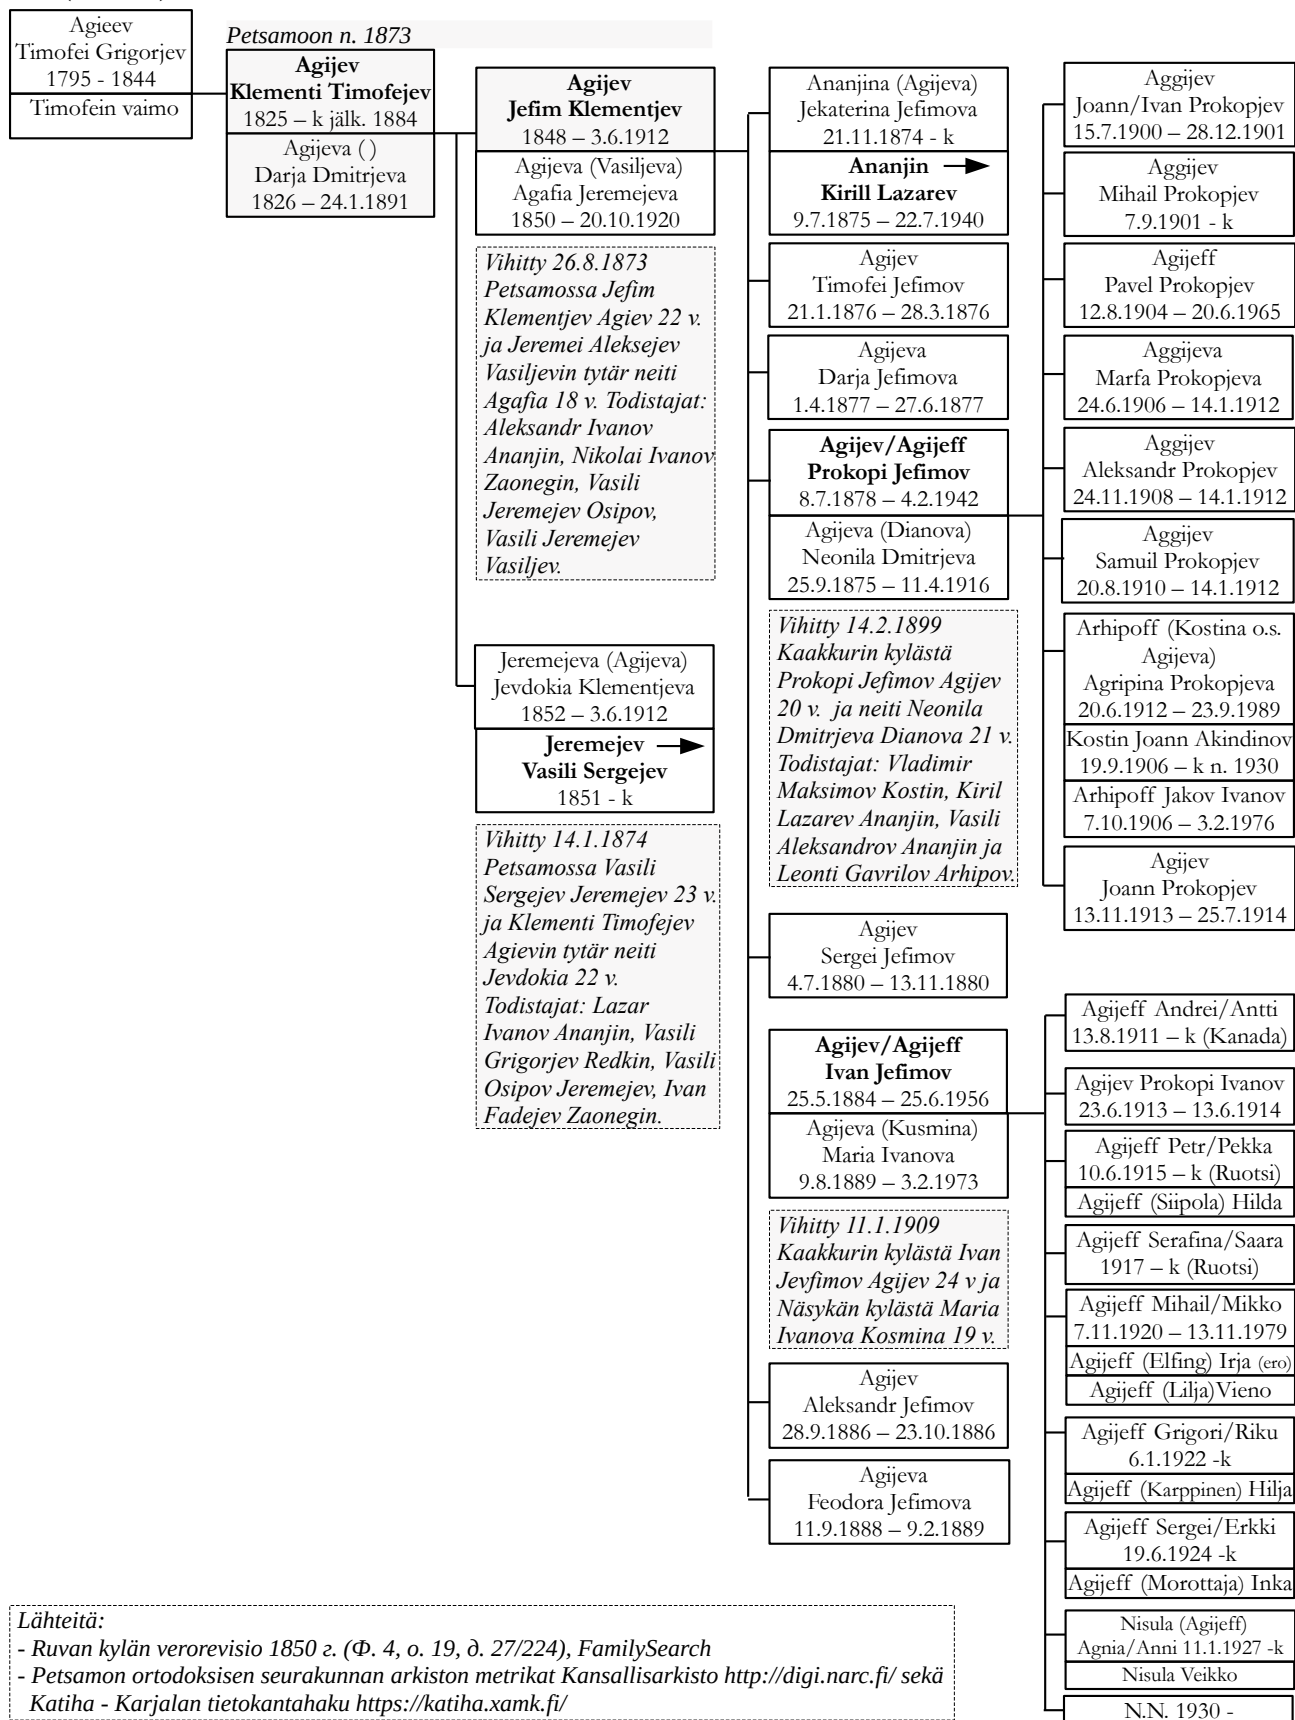 Agieev
Timofei Grigorjev
1795 - 1844
Timofein vaimo
Petsamoon n. 1873
Agijev
Klementi Timofejev
1825 – k jälk. 1884
Agijeva ( )
Darja Dmitrjeva
1826 – 24.1.1891
Agijev
Jefim Klementjev
1848 – 3.6.1912
Agijeva (Vasiljeva)
Agafia Jeremejeva
1850 – 20.10.1920
Vihitty 26.8.1873
Petsamossa Jefim
Klementjev Agiev 22 v.
ja Jeremei Aleksejev
Vasiljevin tytär neiti
Agafia 18 v. Todistajat:
Aleksandr Ivanov
Ananjin, Nikolai Ivanov
Zaonegin, Vasili
Jeremejev Osipov,
Vasili Jeremejev
Vasiljev.
Jeremejeva (Agijeva)
Jevdokia Klementjeva
1852 – 3.6.1912
Jeremejev
Vasili Sergejev
1851 - k
Vihitty 14.1.1874
Petsamossa Vasili
Sergejev Jeremejev 23 v.
ja Klementi Timofejev
Agievin tytär neiti
Jevdokia 22 v.
Todistajat: Lazar
Ivanov Ananjin, Vasili
Grigorjev Redkin, Vasili
Osipov Jeremejev, Ivan
Fadejev Zaonegin.
Ananjina (Agijeva)
Jekaterina Jefimova
21.11.1874 - k
Ananjin
Kirill Lazarev
9.7.1875 – 22.7.1940
Agijev
Timofei Jefimov
21.1.1876 – 28.3.1876
Agijeva
Darja Jefimova
1.4.1877 – 27.6.1877
Agijev/Agijeff
Prokopi Jefimov
8.7.1878 – 4.2.1942
Agijeva (Dianova)
Neonila Dmitrjeva
25.9.1875 – 11.4.1916
Vihitty 14.2.1899
Kaakkurin kylästä
Prokopi Jefimov Agijev
20 v. ja neiti Neonila
Dmitrjeva Dianova 21 v.
Todistajat: Vladimir
Maksimov Kostin, Kiril
Lazarev Ananjin, Vasili
Aleksandrov Ananjin ja
Leonti Gavrilov Arhipov.
Agijev
Sergei Jefimov
4.7.1880 – 13.11.1880
Agijev/Agijeff
Ivan Jefimov
25.5.1884 – 25.6.1956
Agijeva (Kusmina)
Maria Ivanova
9.8.1889 – 3.2.1973
Vihitty 11.1.1909
Kaakkurin kylästä Ivan
Jevfimov Agijev 24 v ja
Näsykän kylästä Maria
Ivanova Kosmina 19 v.
Agijev
Aleksandr Jefimov
28.9.1886 – 23.10.1886
Agijeva
Feodora Jefimova
11.9.1888 – 9.2.1889
Aggijev
Joann/Ivan Prokopjev
15.7.1900 – 28.12.1901
Aggijev
Mihail Prokopjev
7.9.1901 - k
Agijeff
Pavel Prokopjev
12.8.1904 – 20.6.1965
Aggijeva
Marfa Prokopjeva
24.6.1906 – 14.1.1912
Aggijev
Aleksandr Prokopjev
24.11.1908 – 14.1.1912
Aggijev
Samuil Prokopjev
20.8.1910 – 14.1.1912
Arhipoff (Kostina o.s.
Agijeva)
Agripina Prokopjeva
20.6.1912 – 23.9.1989
Kostin Joann Akindinov
19.9.1906 – k n. 1930
Arhipoff Jakov Ivanov
7.10.1906 – 3.2.1976
Agijev
Joann Prokopjev
13.11.1913 – 25.7.1914
Agijeff Andrei/Antti
13.8.1911 – k (Kanada)
Agijev Prokopi Ivanov
23.6.1913 – 13.6.1914
Agijeff Petr/Pekka
10.6.1915 – k (Ruotsi)
Agijeff (Siipola) Hilda
Agijeff Serafina/Saara
1917 – k (Ruotsi)
Agijeff Mihail/Mikko
7.11.1920 – 13.11.1979
Agijeff (Elfing) Irja (ero)
Agijeff (Lilja)Vieno
Agijeff Grigori/Riku
6.1.1922 -k
Agijeff (Karppinen) Hilja
Agijeff Sergei/Erkki
19.6.1924 -k
Agijeff (Morottaja) Inka
Nisula (Agijeff)
Agnia/Anni 11.1.1927 -k
Nisula Veikko
N.N. 1930 -
Lähteitä:
- Ruvan kylän verorevisio 1850 г. (Ф. 4, о. 19, д. 27/224), FamilySearch
- Petsamon ortodoksisen seurakunnan arkiston metrikat Kansallisarkisto http://digi.narc.fi/ sekä
Katiha - Karjalan tietokantahaku https://katiha.xamk.fi/